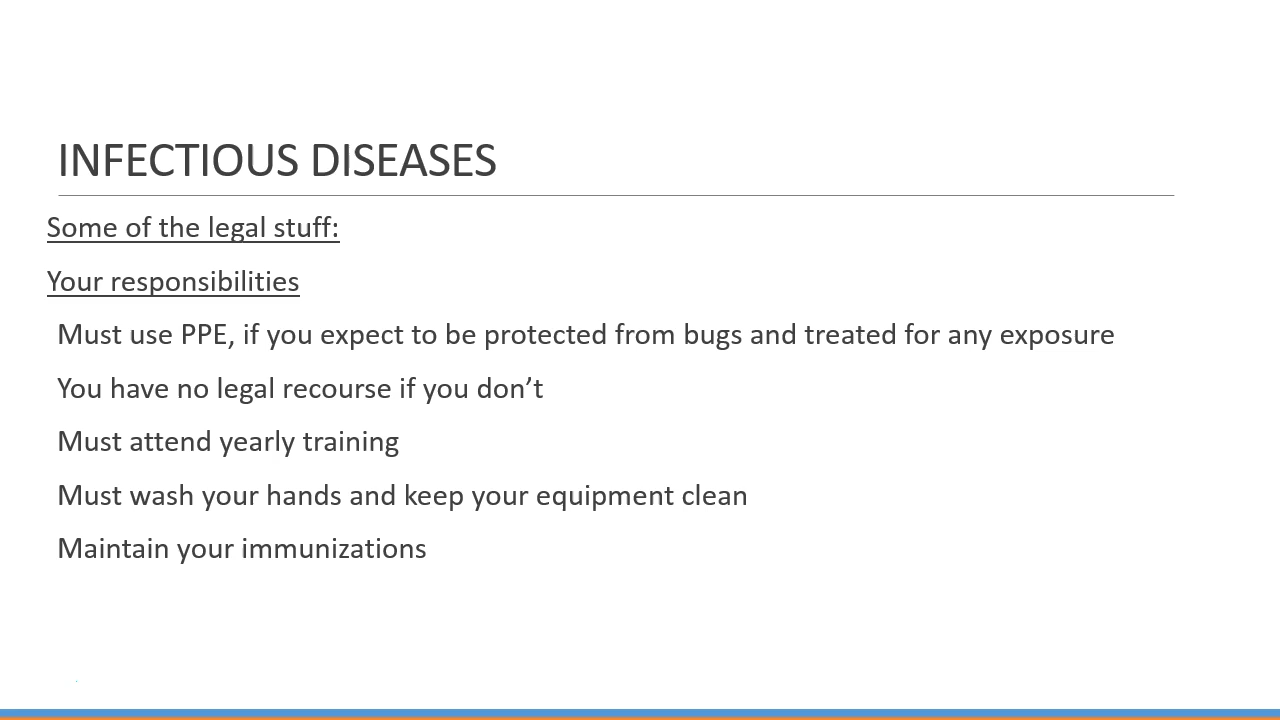 INFECTIOUS DISEASES
Some of the legal stuff:
Your responsibilities
Must use PPE, if you expect to be protected from bugs and treated for any exposure
You have no legal recourse if you don’t
Must attend yearly training
Must wash your hands and keep your equipment clean
Maintain your immunizations